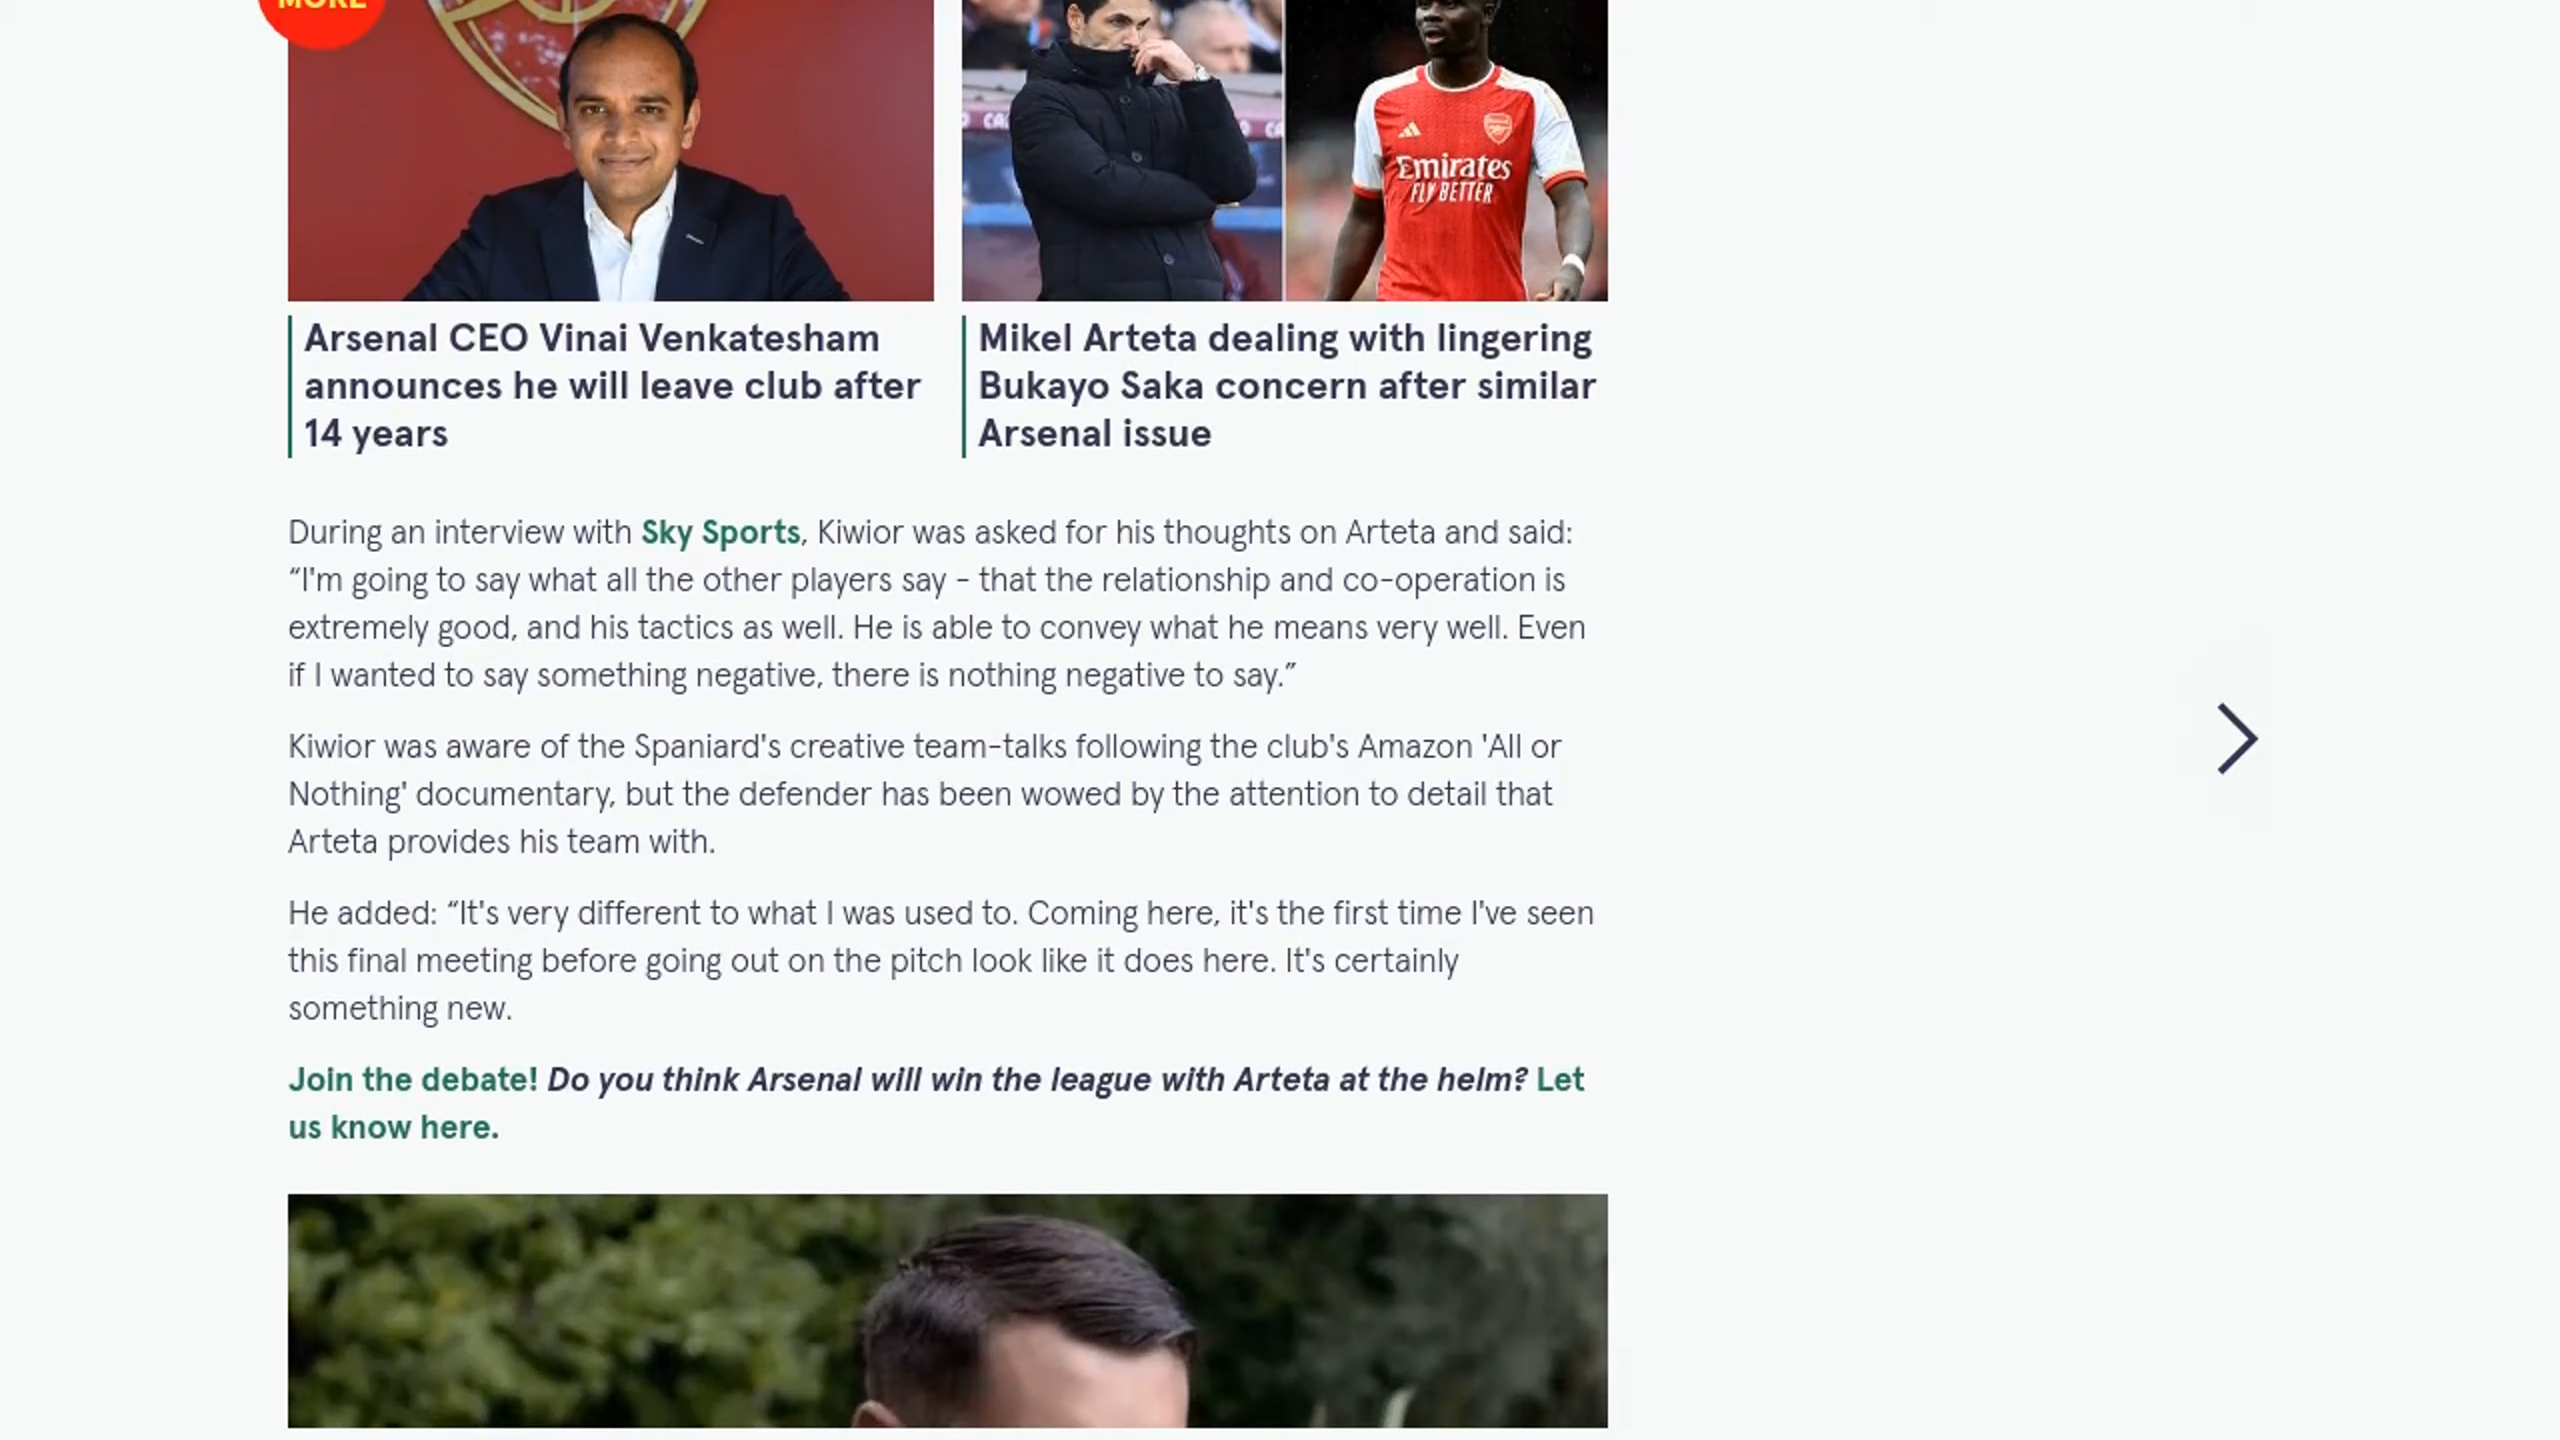 MORE
Emirates
FLY BETTER
Arsenal CEO Vinai Venkatesham
announces he will leave club after
14 years
Mikel Arteta dealing with lingering
Bukayo Saka concern after similar
Arsenal issue
During an interview with Sky Sports, Kiwior was asked for his thoughts on Arteta and said:
“I'm going to say what all the other players say - that the relationship and co-operation is
extremely good, and his tactics as well. He is able to convey what he means very well. Even
if I wanted to say something negative, there is nothing negative to say.”
Kiwior was aware of the Spaniard's creative team-talks following the club's Amazon 'All or
Nothing' documentary, but the defender has been wowed by the attention to detail that
Arteta provides his team with.
He added: “It's very different to what I was used to. Coming here, it's the first time I've seen
this final meeting before going out on the pitch look like it does here. It's certainly
something new.
Join the debate! Do you think Arsenal will win the league with Arteta at the helm? Let
us know here.